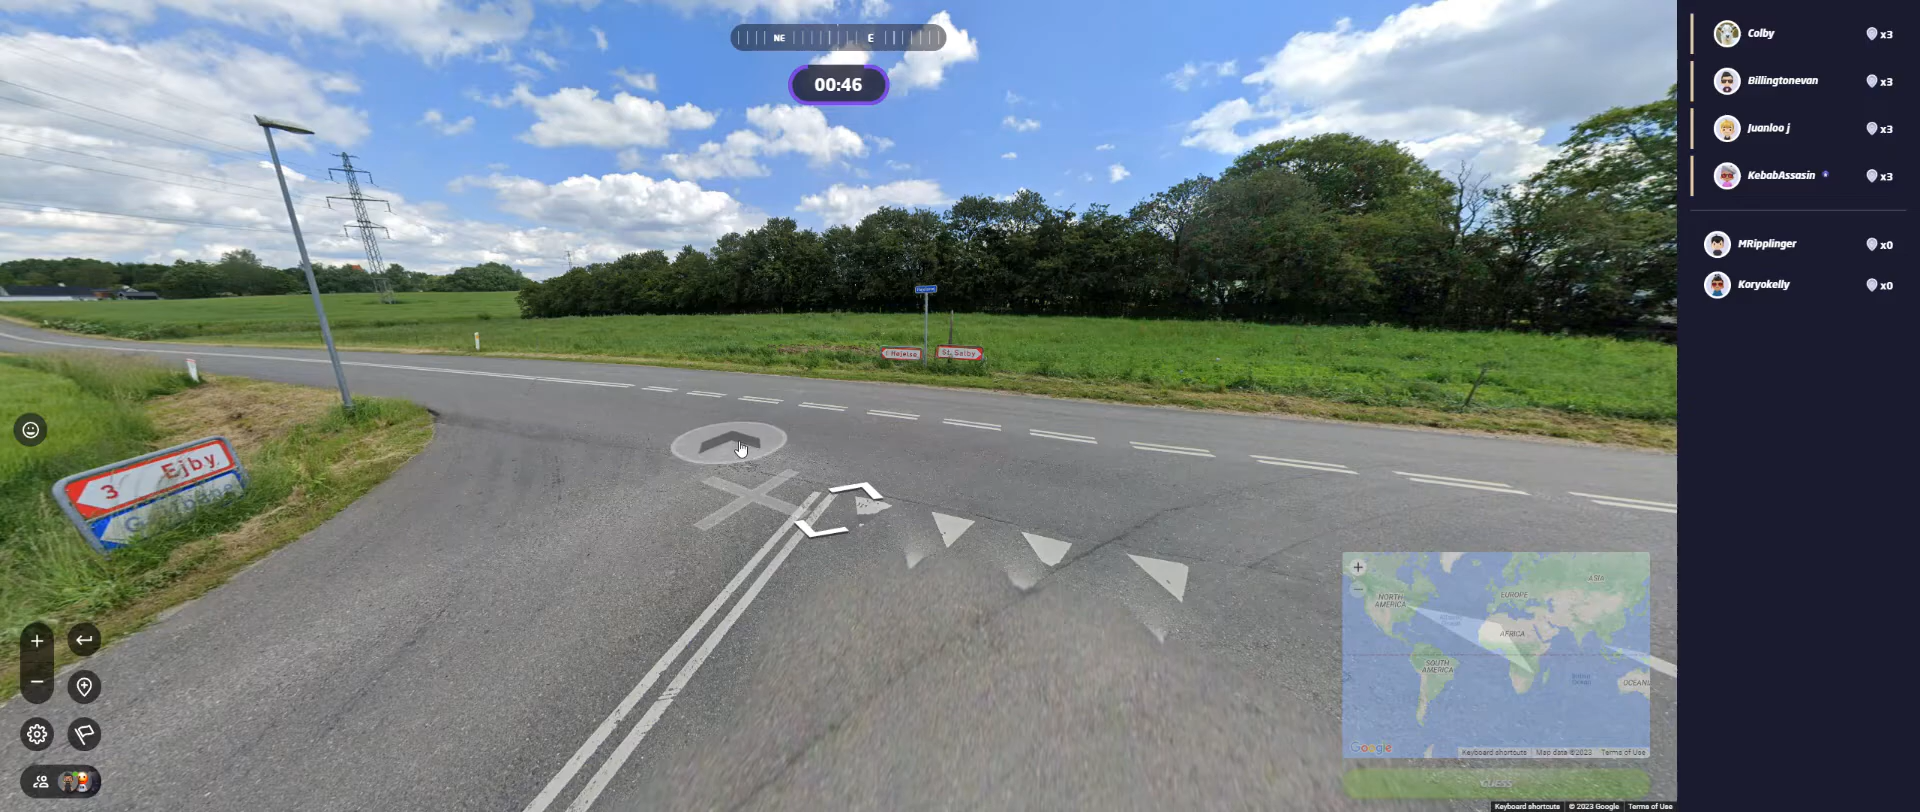 NE
E
00:46
Colby
x3
Billingtonevan
x3
Juanloo j
x3
KebabAssasin
x3
MRipplinger
x0
Koryokelly
x0
Højelse
St. Salby
3 Ejby
NORTH AMERICA
EUROPE
ASIA
AFRICA
SOUTH AMERICA
OCEANI
Google
Keyboard shortcuts
Map data ©2023
Terms of Use
GUESS
Keyboard shortcuts
© 2023 Google
Terms of Use